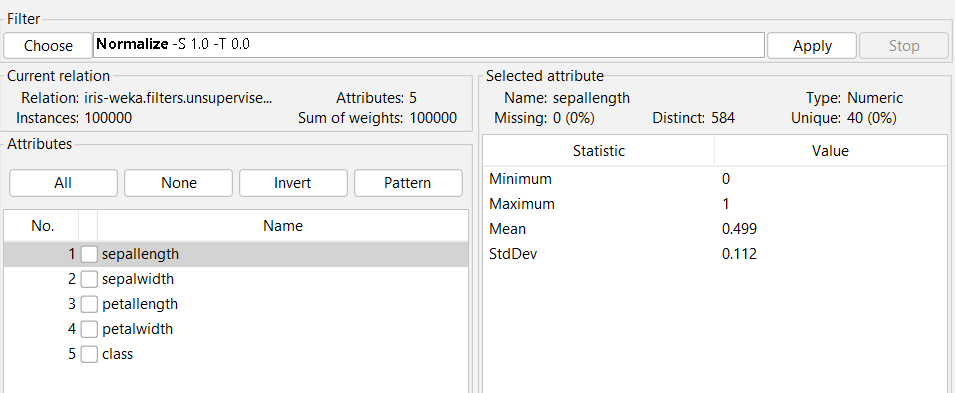 Filter
Choose Normalize -S 1.0 -T 0.0 Apply Stop
Current relation
Relation: iris-weka.filters.unsupervise... Attributes: 5
Instances: 100000 Sum of weights: 100000
Attributes
All None Invert Pattern
No. Name
1 sepallength
2 sepalwidth
3 petallength
4 petalwidth
5 class
Selected attribute
Name: sepallength Type: Numeric
Missing: 0 (0%) Distinct: 584 Unique: 40 (0%)
Statistic Value
Minimum 0
Maximum 1
Mean 0.499
StdDev 0.112